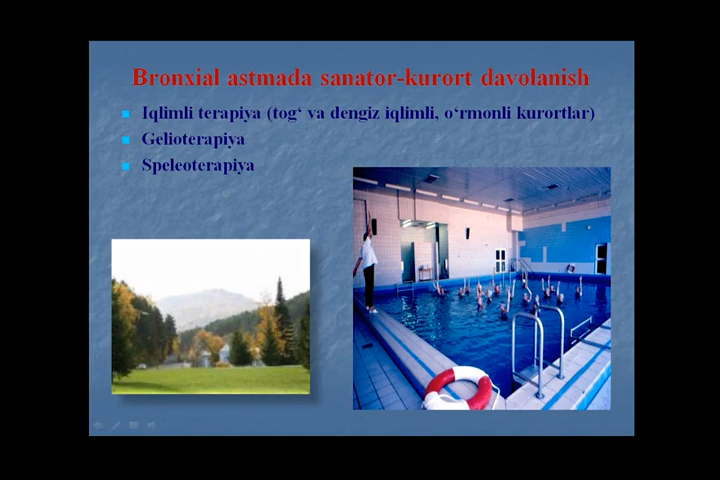 Bronxial astmada sanator-kurort davolanish
Iqlimli terapiya (tog‘ va dengiz iqlimli, o‘rmonli kurortlar)
Gelioterapiya
Speleoterapiya